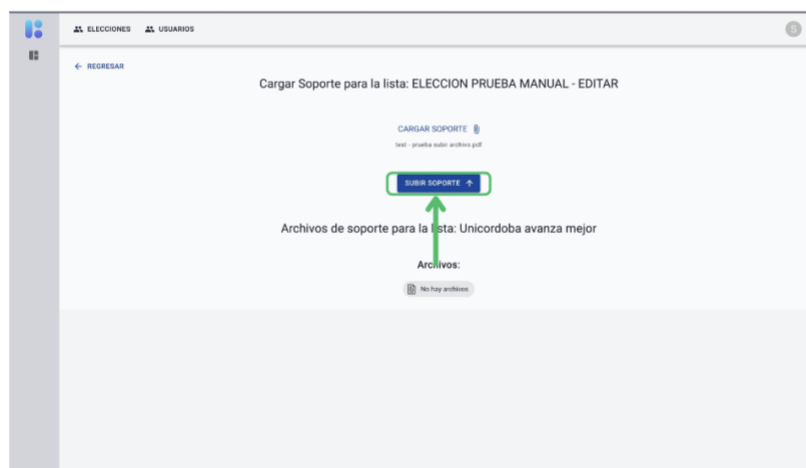 ELECCIONES USUARIOS S
REGRESAR
Cargar Soporte para la lista: ELECCION PRUEBA MANUAL - EDITAR
CARGAR SOPORTE
test - prueba subir archivo.pdf
SUBIR SOPORTE
Archivos de soporte para la lista: Unicordoba avanza mejor
Archivos:
No hay archivos